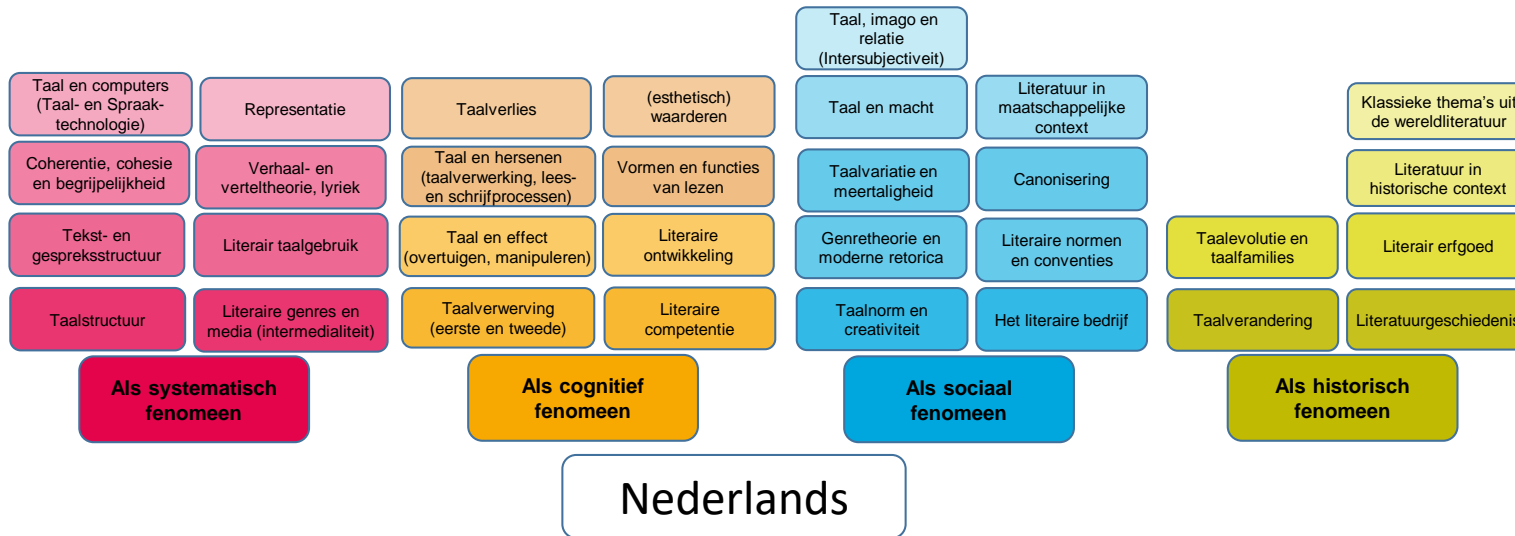 Taal, imago en
relatie
(Intersubjectiveit)
Taal en computers
(Taal- en Spraak-
technologie)
Representatie
Taalverlies
(esthetisch)
waarderen
Taal en macht
Literatuur in
maatschappelijke
context
Klassieke thema's uit
de wereldliteratuur
Coherentie, cohesie
en begrijpelijkheid
Verhaal- en
verteltheorie, lyriek
Taal en hersenen
(taalverwerking, lees-
en schrijfprocessen)
Vormen en functies
van lezen
Taalvariatie en
meertaligheid
Canonisering
Literatuur in
historische context
Tekst- en
gespreksstructuur
Literair taalgebruik
Taal en effect
(overtuigen, manipuleren)
Literaire
ontwikkeling
Genretheorie en
moderne retorica
Literaire normen
en conventies
Taalevolutie en
taalfamilies
Literair erfgoed
Taalstructuur
Literaire genres en
media (intermedialiteit)
Taalverwerving
(eerste en tweede)
Literaire
competentie
Taalnorm en
creativiteit
Het literaire bedrijf
Taalverandering
Literatuurgeschiedenis
Als systematisch
fenomeen
Als cognitief
fenomeen
Als sociaal
fenomeen
Als historisch
fenomeen
Nederlands